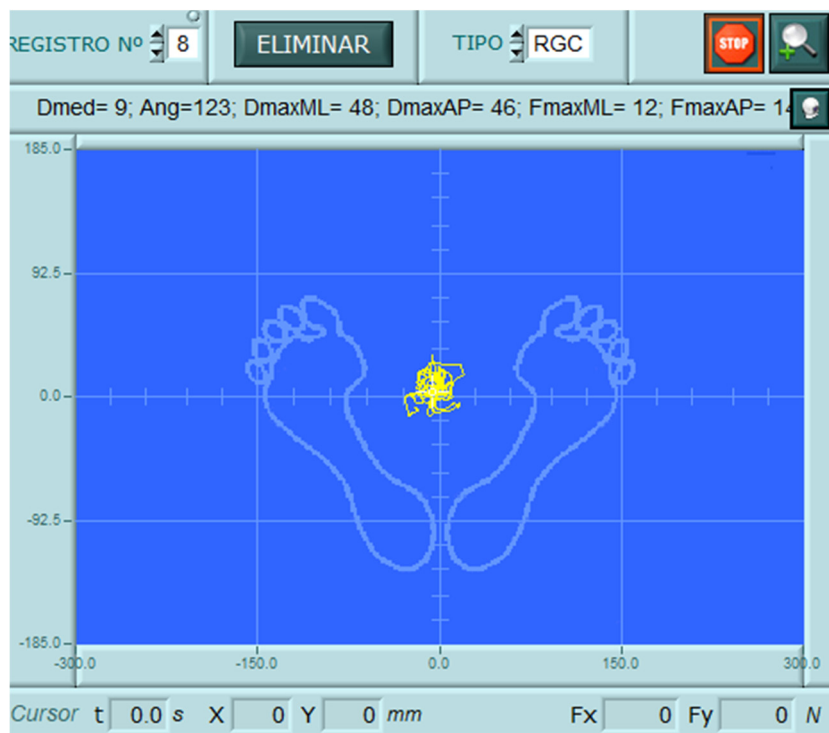 REGISTRO Nº 8 ELIMINAR TIPO RGC STOP
Dmed= 9; Ang=123; DmaxML= 48; DmaxAP= 46; FmaxML= 12; FmaxAP=
185.0
92.5
0.0
-92.5
-185.0
-300.0 -150.0 0.0 150.0 300.0
Cursor t 0.0 s X 0 Y 0 mm Fx 0 Fy 0 N